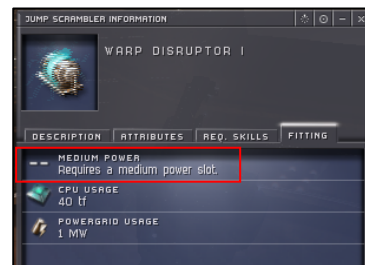 JUMP SCRAMBLER INFORMATION
WARP DISRUPTOR I
DESCRIPTION ATTRIBUTES REQ. SKILLS FITTING
MEDIUM POWER
Requires a medium power slot.
CPU USAGE
40 tf
POWERGRID USAGE
1 MW